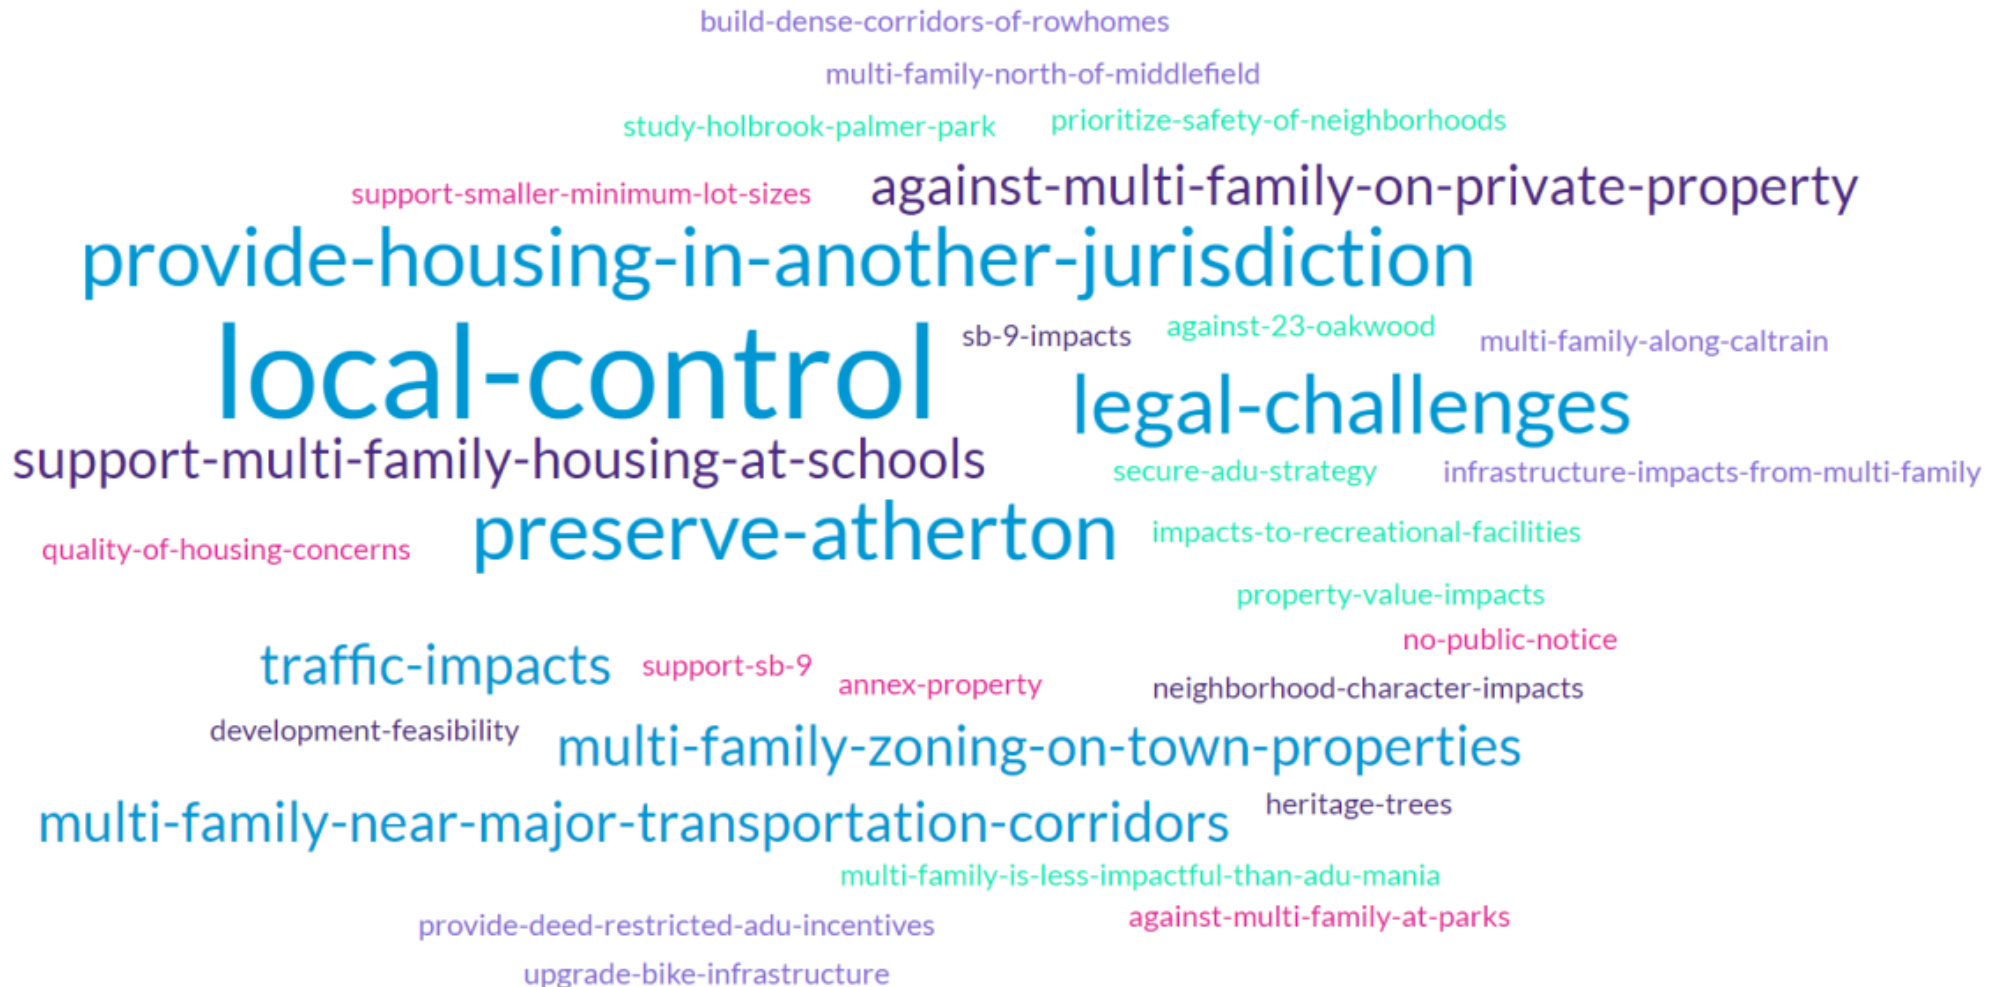 build-dense-corridors-of-rowhomes
multi-family-north-of-middlefield
study-holbrook-palmer-park
prioritize-safety-of-neighborhoods
support-smaller-minimum-lot-sizes
against-multi-family-on-private-property
provide-housing-in-another-jurisdiction
local-control
sb-9-impacts
against-23-oakwood
multi-family-along-caltrain
legal-challenges
support-multi-family-housing-at-schools
secure-adu-strategy
infrastructure-impacts-from-multi-family
quality-of-housing-concerns
preserve-atherton
impacts-to-recreational-facilities
property-value-impacts
no-public-notice
traffic-impacts
support-sb-9
annex-property
neighborhood-character-impacts
development-feasibility
multi-family-zoning-on-town-properties
multi-family-near-major-transportation-corridors
heritage-trees
multi-family-is-less-impactful-than-adu-mania
provide-deed-restricted-adu-incentives
against-multi-family-at-parks
upgrade-bike-infrastructure